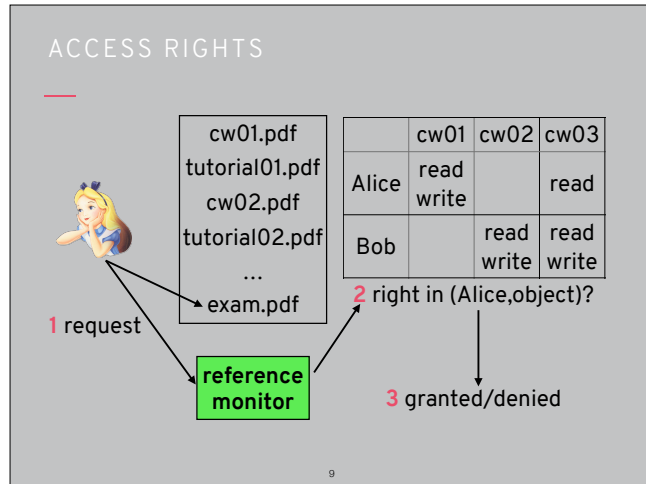 ACCESS RIGHTS
cw01.pdf
tutorial01.pdf
cw02.pdf
tutorial02.pdf
...
exam.pdf
1 request
reference
monitor
cw01 cw02 cw03
Alice read write read
Bob read write read write
2 right in (Alice,object)?
3 granted/denied
9